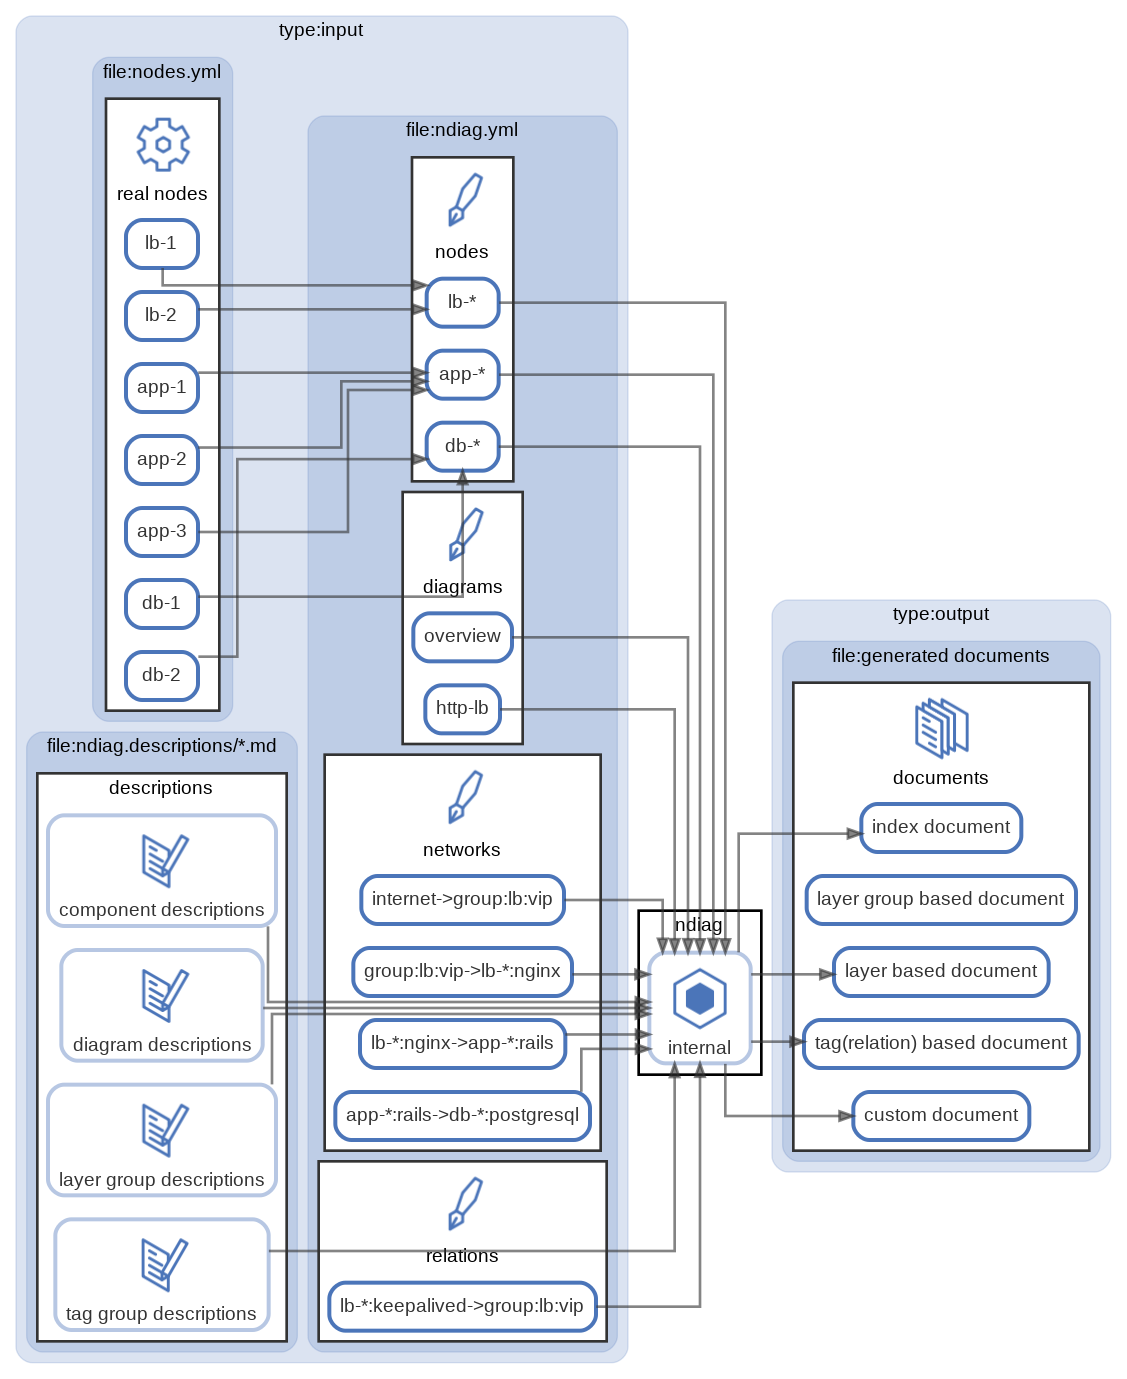 type:input
file:nodes.yml
real nodes
lb-1
lb-2
app-1
app-2
app-3
db-1
db-2
file:ndiag.descriptions/*.md
descriptions
component descriptions
diagram descriptions
layer group descriptions
tag group descriptions
file:ndiag.yml
nodes
lb-*
app-*
db-*
diagrams
overview
http-lb
networks
internet->group:lb:vip
group:lb:vip->lb-*:nginx
lb-*:nginx->app-*:rails
app-*:rails->db-*:postgresql
relations
lb-*:keepalived->group:lb:vip
ndiag
internal
type:output
file:generated documents
documents
index document
layer group based document
layer based document
tag(relation) based document
custom document